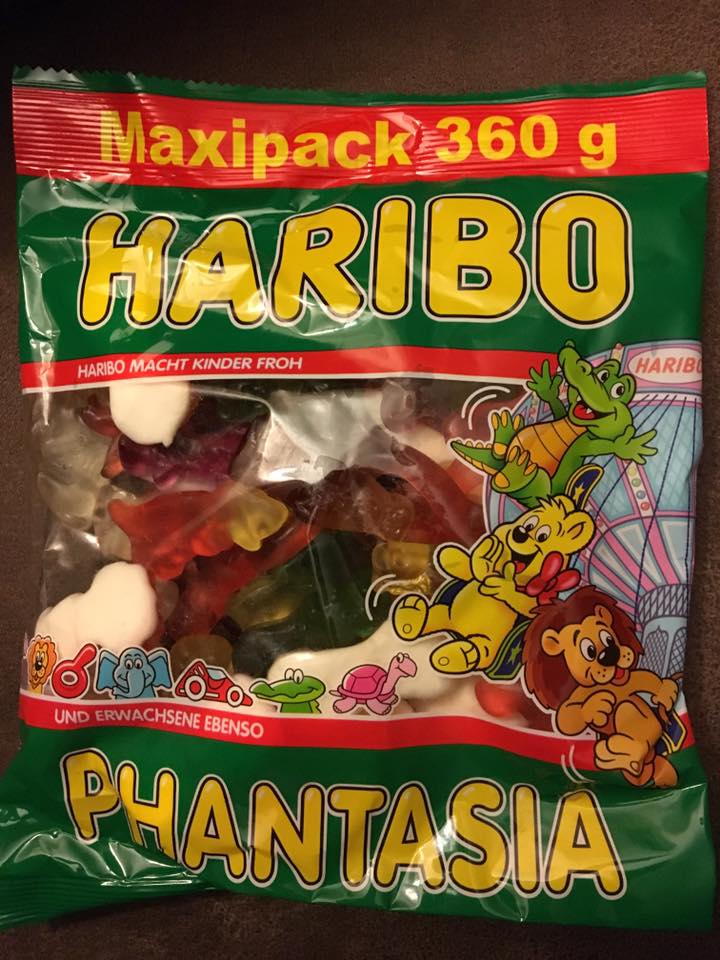 Maxipack 360 g
HARIBO
HARIBO MACHT KINDER FROH
HARIBO
UND ERWACHSENE EBENSO
PHANTASIA